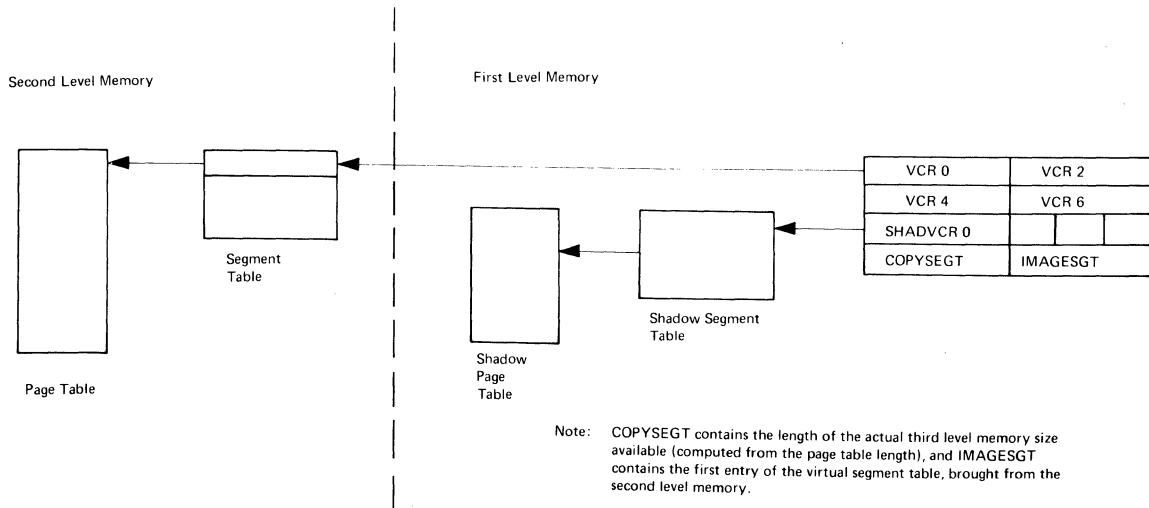 Second Level Memory
First Level Memory
VCR 0
VCR 2
VCR 4
VCR 6
SHADVCR 0
COPYSEGT
IMAGESGT
Segment
Table
Shadow Segment
Table
Shadow
Page
Table
Page Table
Note: COPYSEGT contains the length of the actual third level memory size
available (computed from the page table length), and IMAGESGT
contains the first entry of the virtual segment table, brought from the
second level memory.